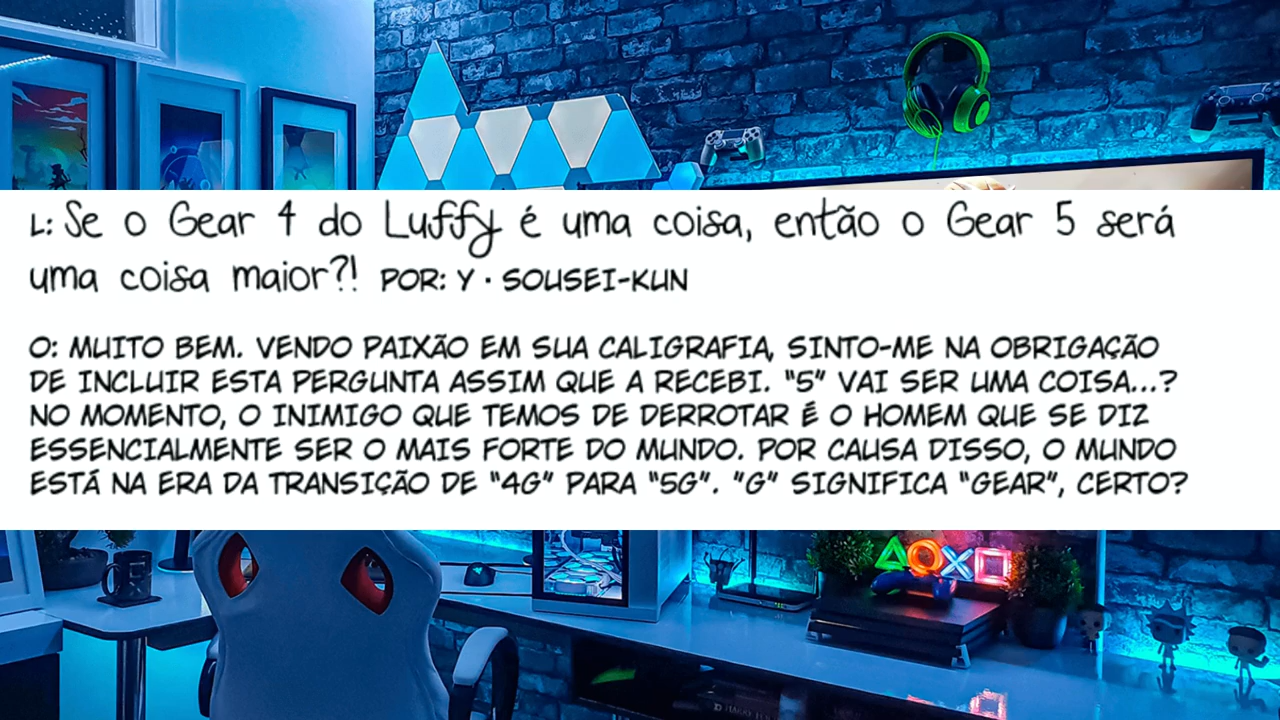 L: Se o Gear 4 do Luffy é uma coisa, então o Gear 5 será
uma coisa maior?! POR: Y · SOUSEI-KUN
O: MUITO BEM. VENDO PAIXÃO EM SUA CALIGRAFIA, SINTO-ME NA OBRIGAÇÃO
DE INCLUIR ESTA PERGUNTA ASSIM QUE A RECEBI. "5" VAI SER UMA COISA...?
NO MOMENTO, O INIMIGO QUE TEMOS DE DERROTAR É O HOMEM QUE SE DIZ
ESSENCIALMENTE SER O MAIS FORTE DO MUNDO. POR CAUSA DISSO, O MUNDO
ESTÁ NA ERA DA TRANSIÇÃO DE "4G" PARA "5G". "G" SIGNIFICA "GEAR", CERTO?